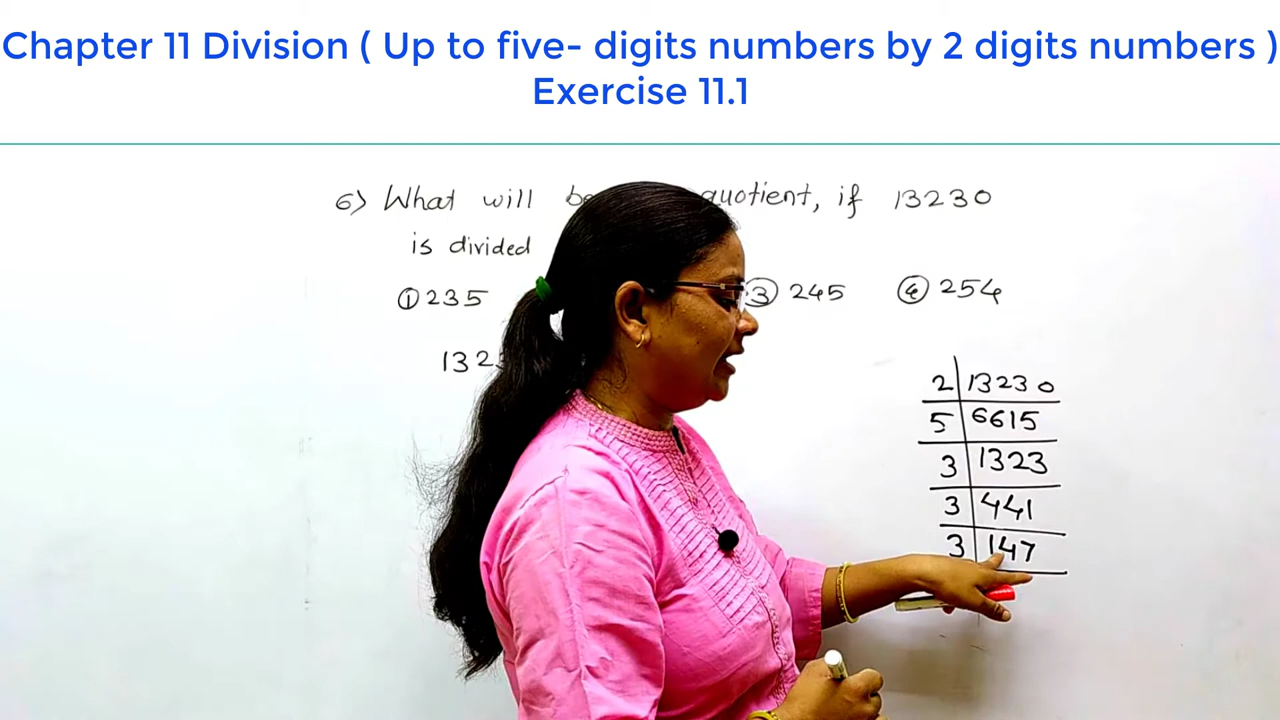 Chapter 11 Division ( Up to five- digits numbers by 2 digits numbers )
Exercise 11.1
6) What will be quotient, if 13230
is divided
① 235 ③ 245 ④ 254
132
2 13230
5 6615
3 1323
3 441
3 147